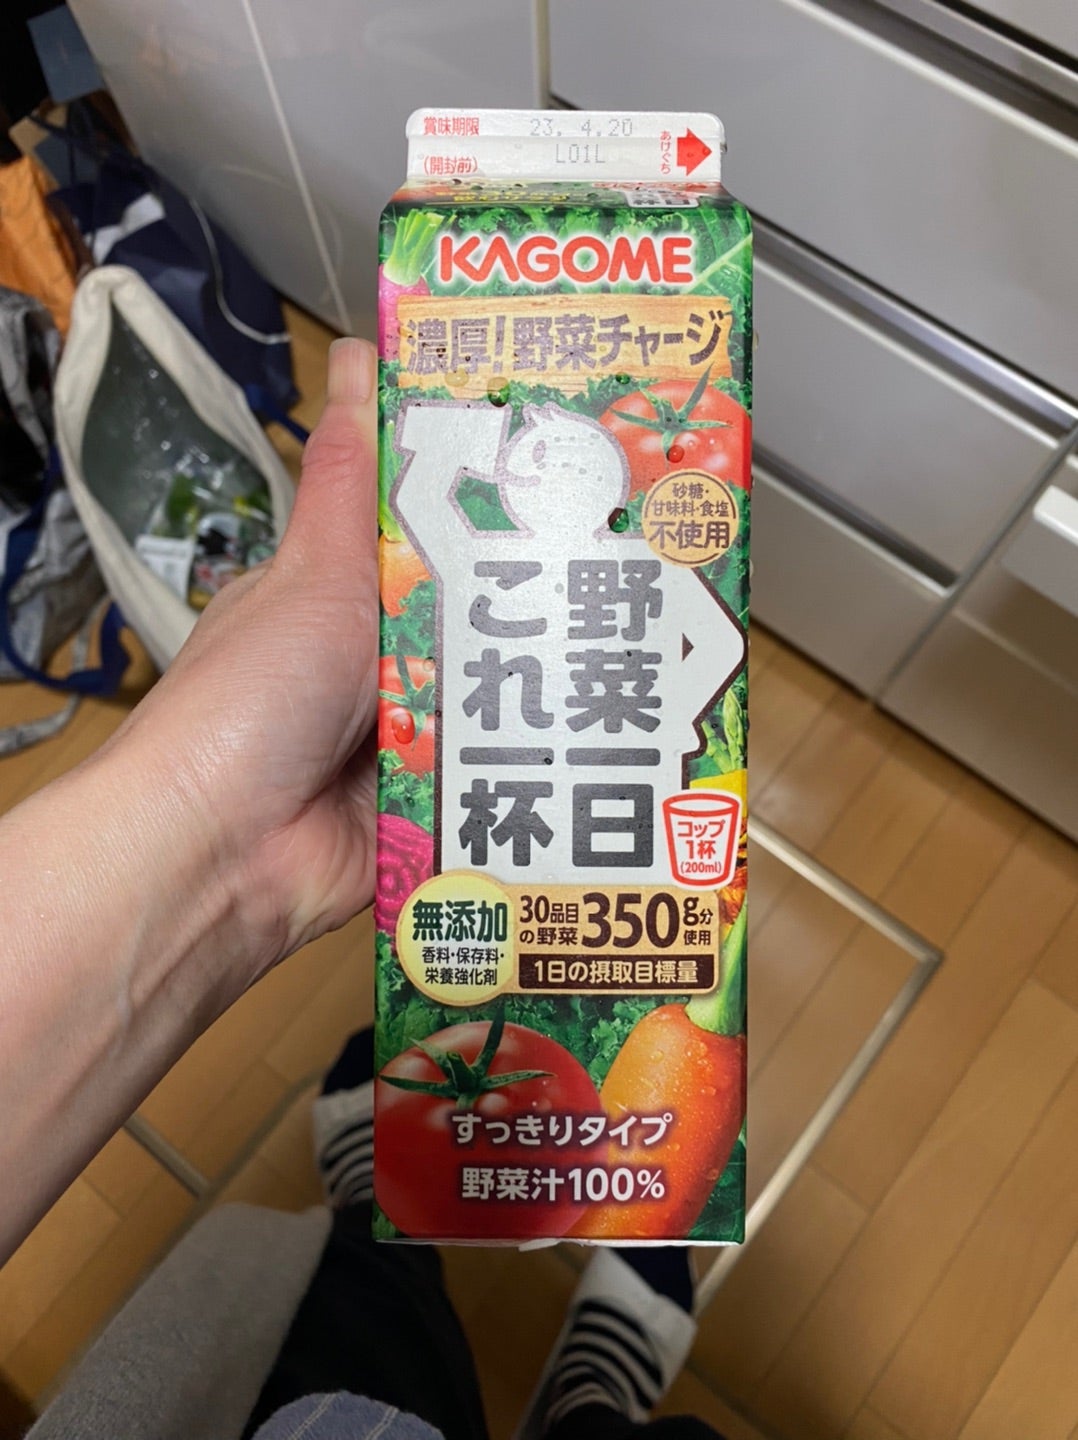 賞味期限 23. 4.20
(開封前) L01L
あけぐち
KAGOME
濃厚!野菜チャージ
砂糖・
甘味料・食塩
不使用
野菜一日
これ一杯
コップ
1杯
(200ml)
無添加
香料・保存料・
栄養強化剤
30品目
の野菜
350g分
使用
1日の摂取目標量
すっきりタイプ
野菜汁100%